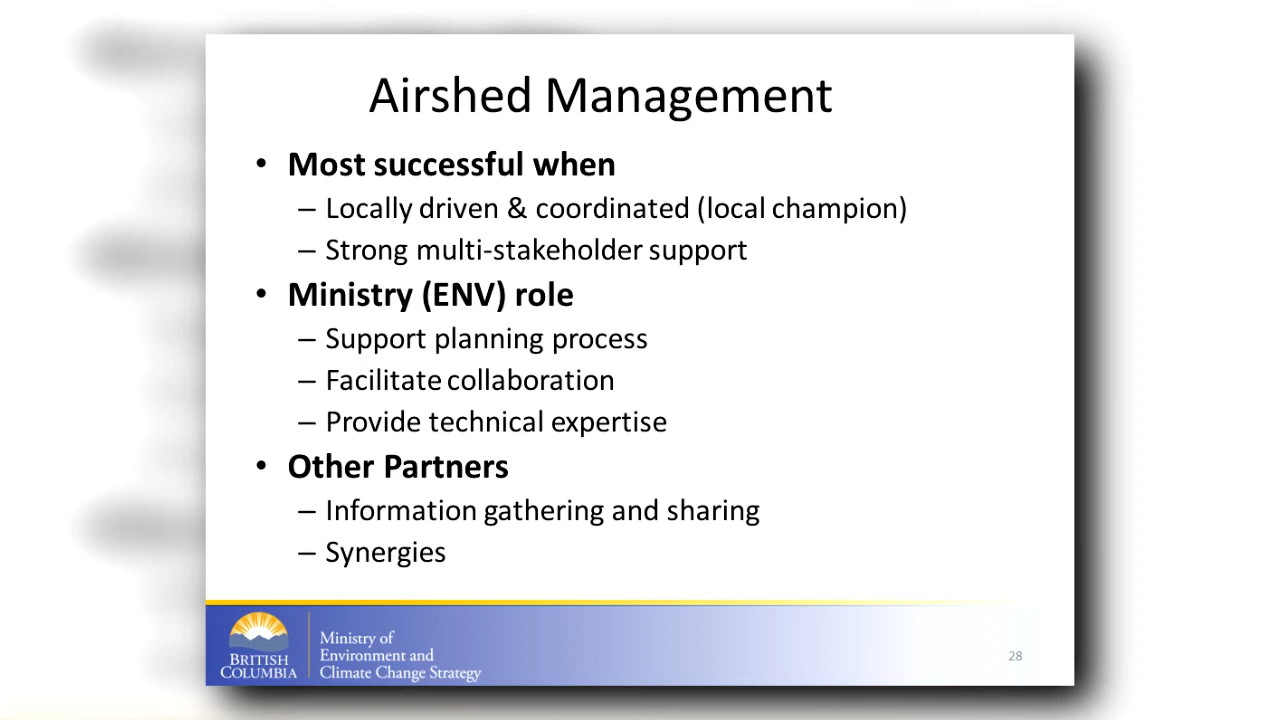 Airshed Management
• Most successful when
– Locally driven & coordinated (local champion)
– Strong multi-stakeholder support
• Ministry (ENV) role
– Support planning process
– Facilitate collaboration
– Provide technical expertise
• Other Partners
– Information gathering and sharing
– Synergies
BRITISH
COLUMBIA
Ministry of
Environment and
Climate Change Strategy
28